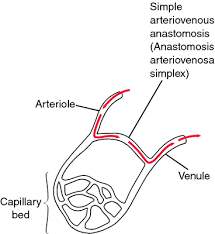 Simple
arteriovenous
anastomosis
(Anastomosis
arteriovenosa
simplex)
Arteriole
Venule
Capillary
bed